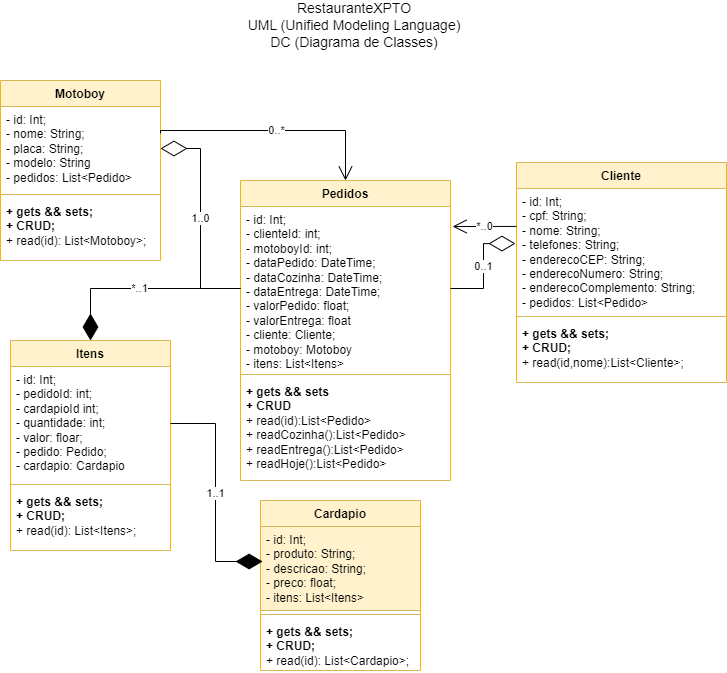 RestauranteXPTO
UML (Unified Modeling Language)
DC (Diagrama de Classes)
Motoboy
- id: Int;
- nome: String;
- placa: String;
- modelo: String
- pedidos: List<Pedido>
+ gets && sets;
+ CRUD;
+ read(id): List<Motoboy>;
0..*
1..0
*..1
Pedidos
- id: Int;
- clienteId: int;
- motoboyId: int;
- dataPedido: DateTime;
- dataCozinha: DateTime;
- dataEntrega: DateTime;
- valorPedido: float;
- valorEntrega: float
- cliente: Cliente;
- motoboy: Motoboy
- itens: List<Itens>
+ gets && sets
+ CRUD
+ read(id):List<Pedido>
+ readCozinha():List<Pedido>
+ readEntrega():List<Pedido>
+ readHoje():List<Pedido>
*..0
0..1
Cliente
- id: Int;
- cpf: String;
- nome: String;
- telefones: String;
- enderecoCEP: String;
- enderecoNumero: String;
- enderecoComplemento: String;
- pedidos: List<Pedido>
+ gets && sets;
+ CRUD;
+ read(id,nome):List<Cliente>;
Itens
- id: Int;
- pedidoId: int;
- cardapioId int;
- quantidade: int;
- valor: floar;
- pedido: Pedido;
- cardapio: Cardapio
+ gets && sets;
+ CRUD;
+ read(id): List<Itens>;
1..1
Cardapio
- id: Int;
- produto: String;
- descricao: String;
- preco: float;
- itens: List<Itens>
+ gets && sets;
+ CRUD;
+ read(id): List<Cardapio>;